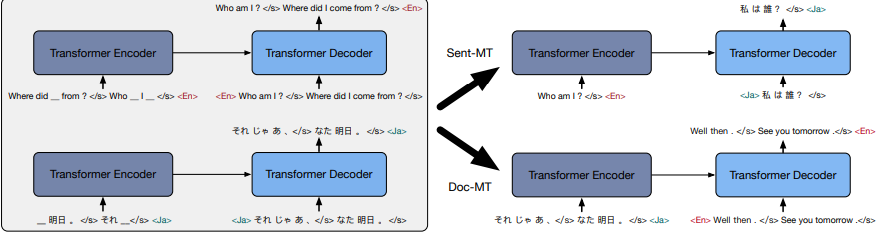 Who am I ? </s> Where did I come from ? </s> <En>
Transformer Encoder
Transformer Decoder
Where did __ from ? </s> Who __ I __ </s> <En>
<En> Who am I ? </s> Where did I come from ? </s>
それ じゃ あ 、</s> なた 明日 。 </s> <Ja>
Transformer Encoder
Transformer Decoder
__ 明日 。 </s> それ __</s> <Ja>
<Ja> それ じゃ あ 、</s> なた 明日 。 </s>
Sent-MT
Doc-MT
私 は 誰 ？ </s> <Ja>
Transformer Encoder
Transformer Decoder
Who am I ? </s> <En>
<Ja> 私 は 誰 ？ </s>
Well then . </s> See you tomorrow .</s> <En>
Transformer Encoder
Transformer Decoder
それ じゃ あ 、</s> なた 明日 。 </s> <Ja>
<En> Well then . </s> See you tomorrow .</s>